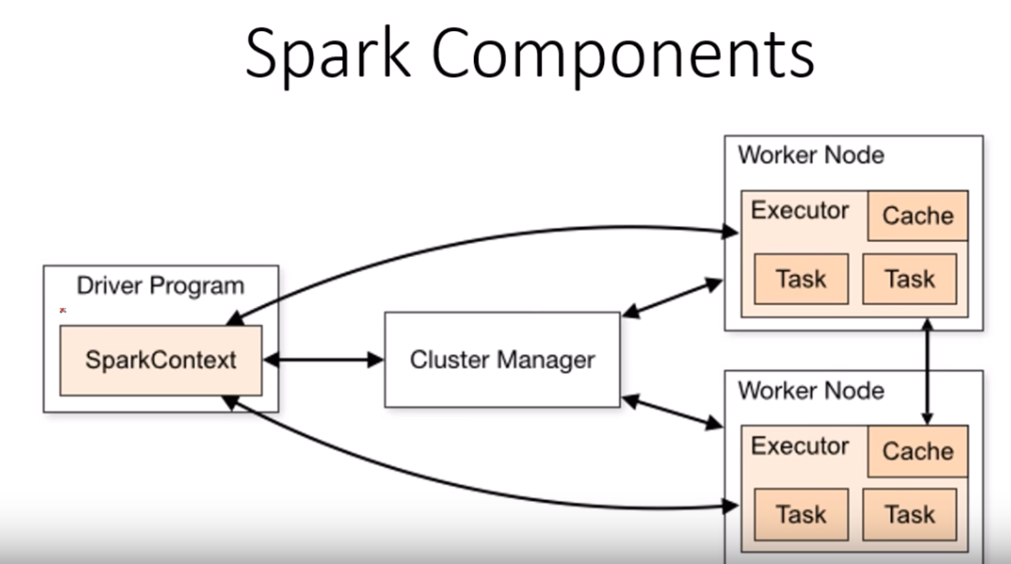 Spark Components
Driver Program
SparkContext
Cluster Manager
Worker Node
Executor
Cache
Task
Task
Worker Node
Executor
Cache
Task
Task